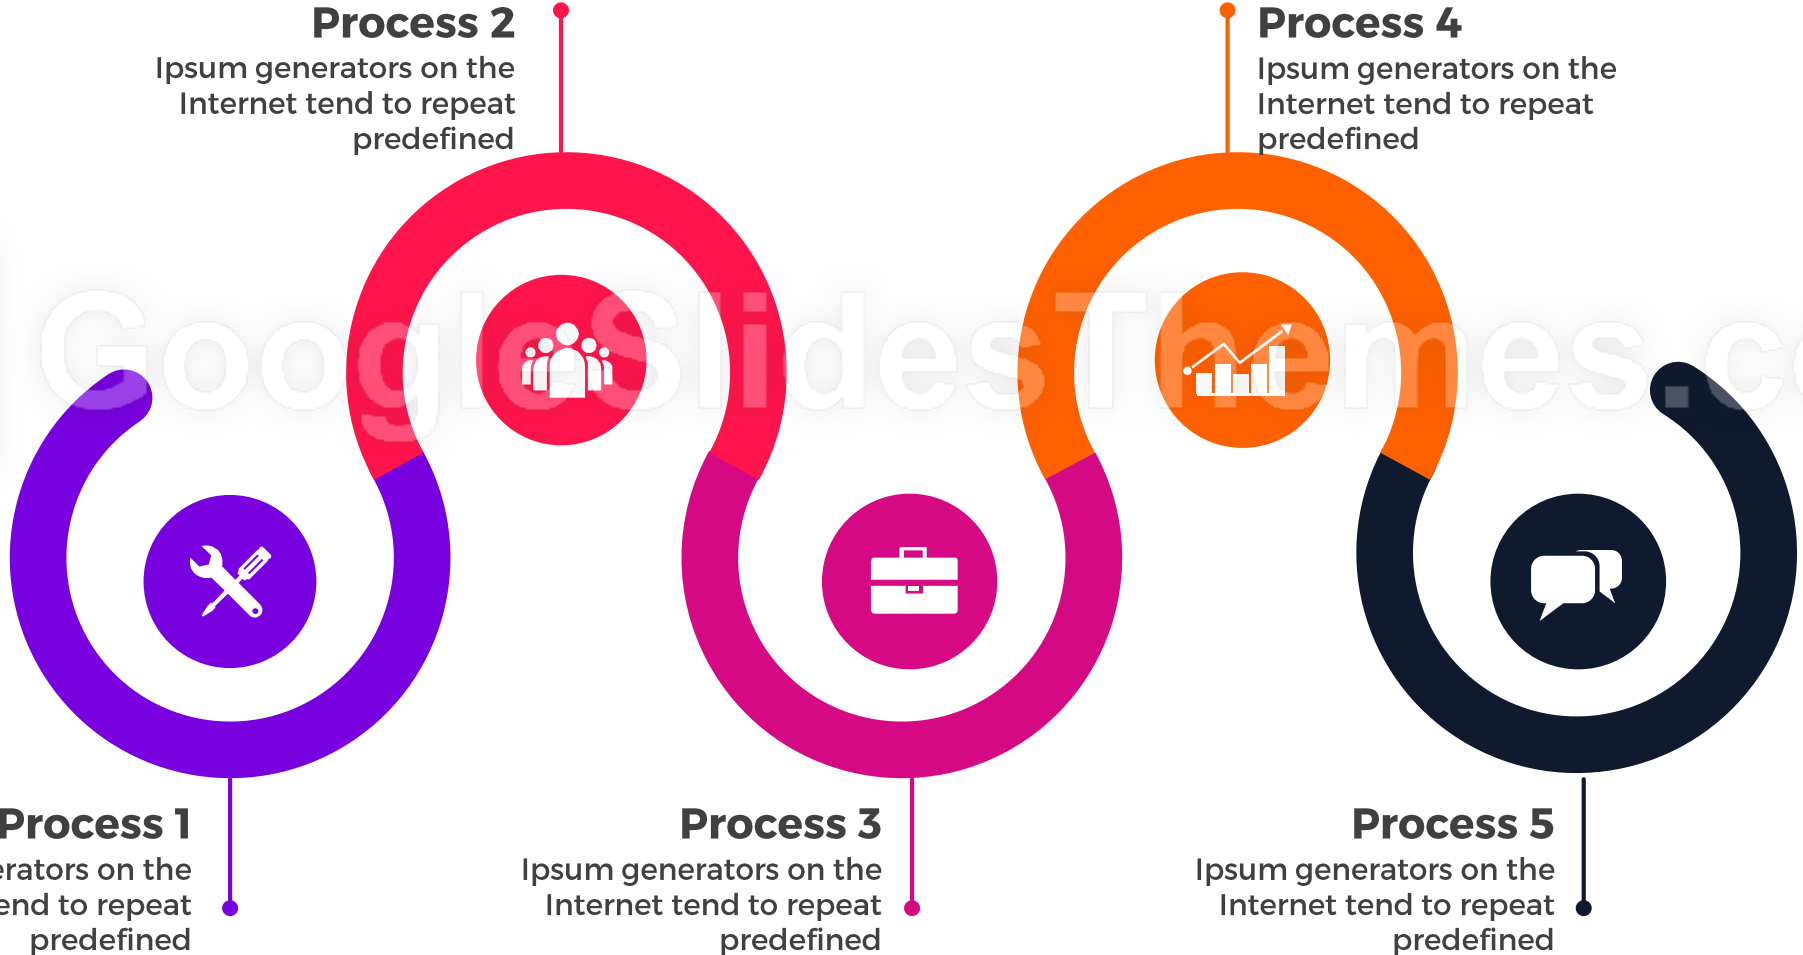 Process 2
Ipsum generators on the
Internet tend to repeat
predefined
Process 4
Ipsum generators on the
Internet tend to repeat
predefined
GoogleSlidesThemes.co
Process 1
erators on the
end to repeat
predefined
Process 3
Ipsum generators on the
Internet tend to repeat
predefined
Process 5
Ipsum generators on the
Internet tend to repeat
predefined